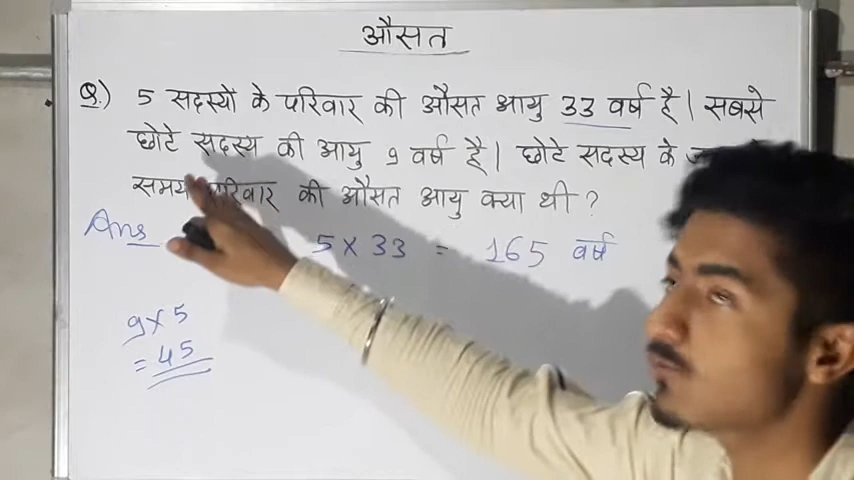 औसत
Q.) 5 सदस्यों के परिवार की औसत आयु 33 वर्ष है। सबसे
छोटे सदस्य की आयु 9 वर्ष है। छोटे सदस्य के
समय परिवार की औसत आयु क्या थी ?
Ans
5 × 33 = 165 वर्ष
9 × 5
= 45